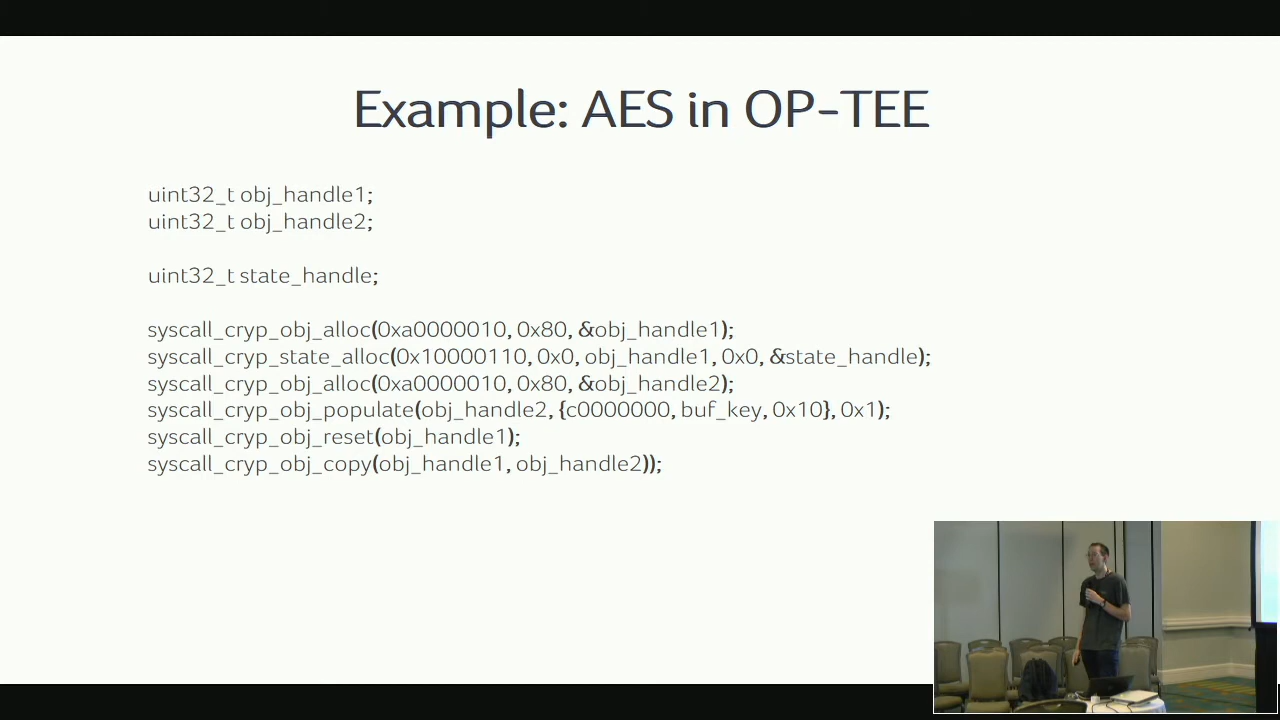 Example: AES in OP-TEE
uint32_t obj_handle1;
uint32_t obj_handle2;
uint32_t state_handle;
syscall_cryp_obj_alloc(0xa0000010, 0x80, &obj_handle1);
syscall_cryp_state_alloc(0x10000110, 0x0, obj_handle1, 0x0, &state_handle);
syscall_cryp_obj_alloc(0xa0000010, 0x80, &obj_handle2);
syscall_cryp_obj_populate(obj_handle2, {c0000000, buf_key, 0x10}, 0x1);
syscall_cryp_obj_reset(obj_handle1);
syscall_cryp_obj_copy(obj_handle1, obj_handle2));